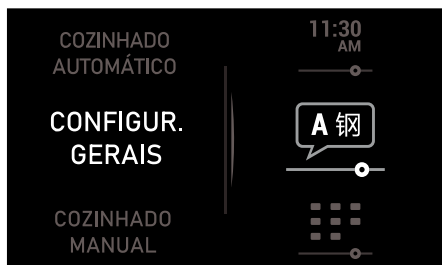 COZINHADO
AUTOMÁTICO
11:30
AM
CONFIGUR.
GERAIS
A 钢
COZINHADO
MANUAL